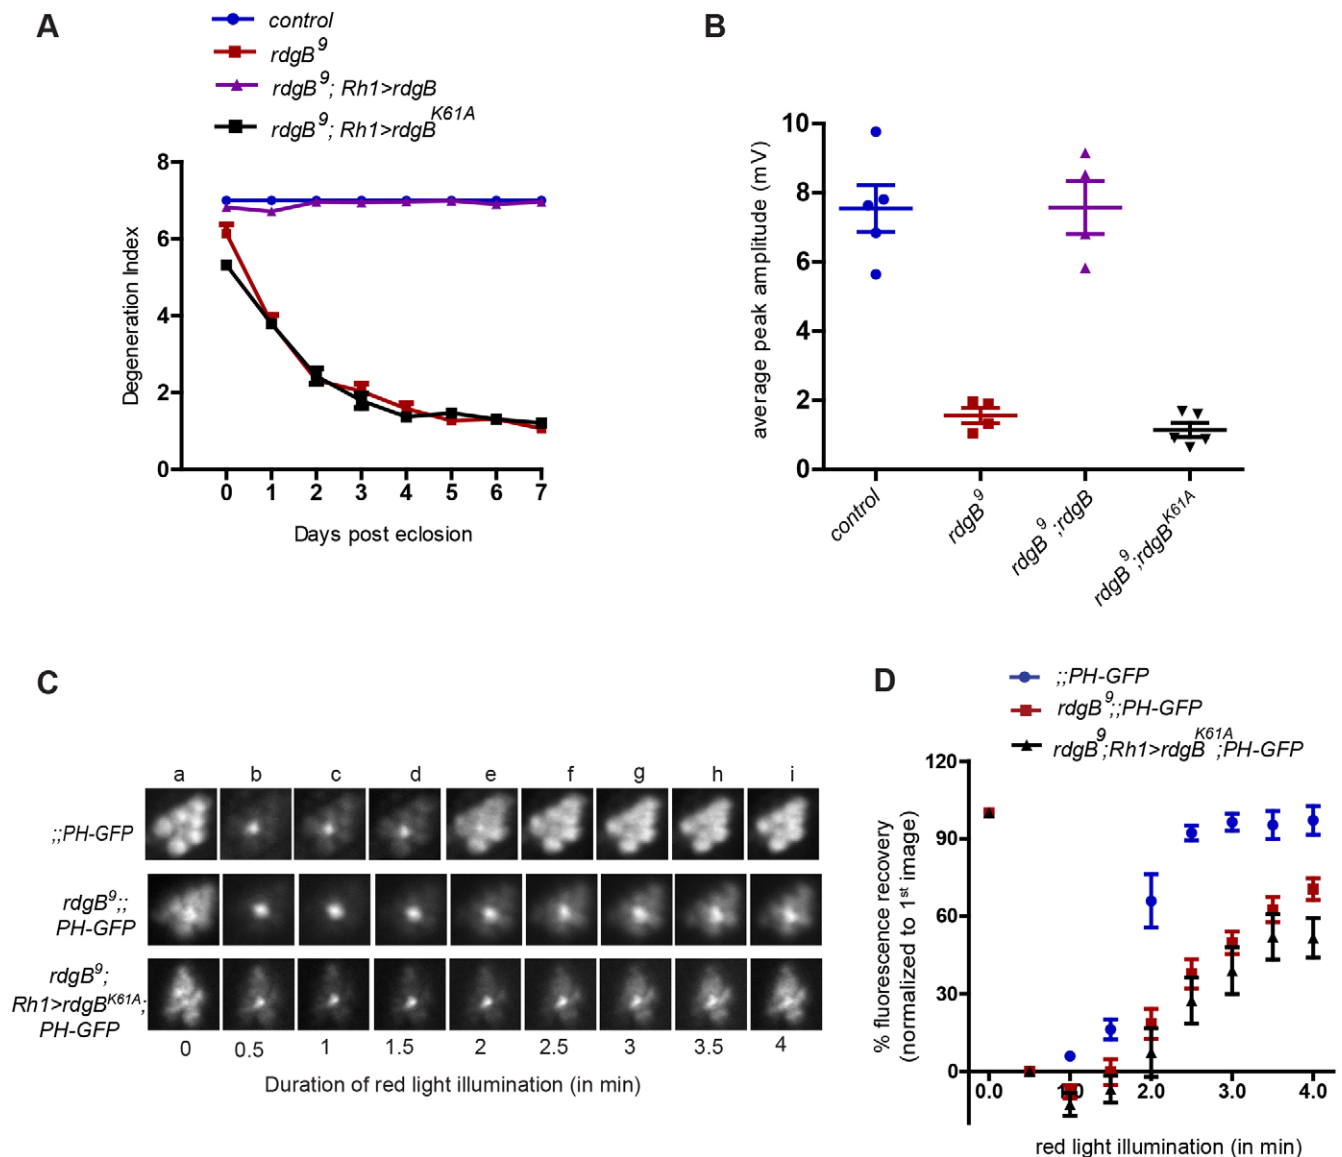 A
control
rdgB9
rdgB9; Rh1>rdgB
rdgB9; Rh1>rdgBK61A
8
6
4
2
0
Degeneration Index
0 1 2 3 4 5 6 7
Days post eclosion
B
10
8
6
4
2
0
average peak amplitude (mV)
control
rdgB9
rdgB9;rdgB
rdgB9;rdgBK61A
C
a b c d e f g h i
;;PH-GFP
rdgB9;;
PH-GFP
rdgB9;
Rh1>rdgBK61A;
PH-GFP
0 0.5 1 1.5 2 2.5 3 3.5 4
Duration of red light illumination (in min)
D
;;PH-GFP
rdgB9;;PH-GFP
rdgB9;Rh1>rdgBK61A;PH-GFP
120
90
60
30
0
% fluorescence recovery
(normalized to 1st image)
0.0 1.0 2.0 3.0 4.0
red light illumination (in min)